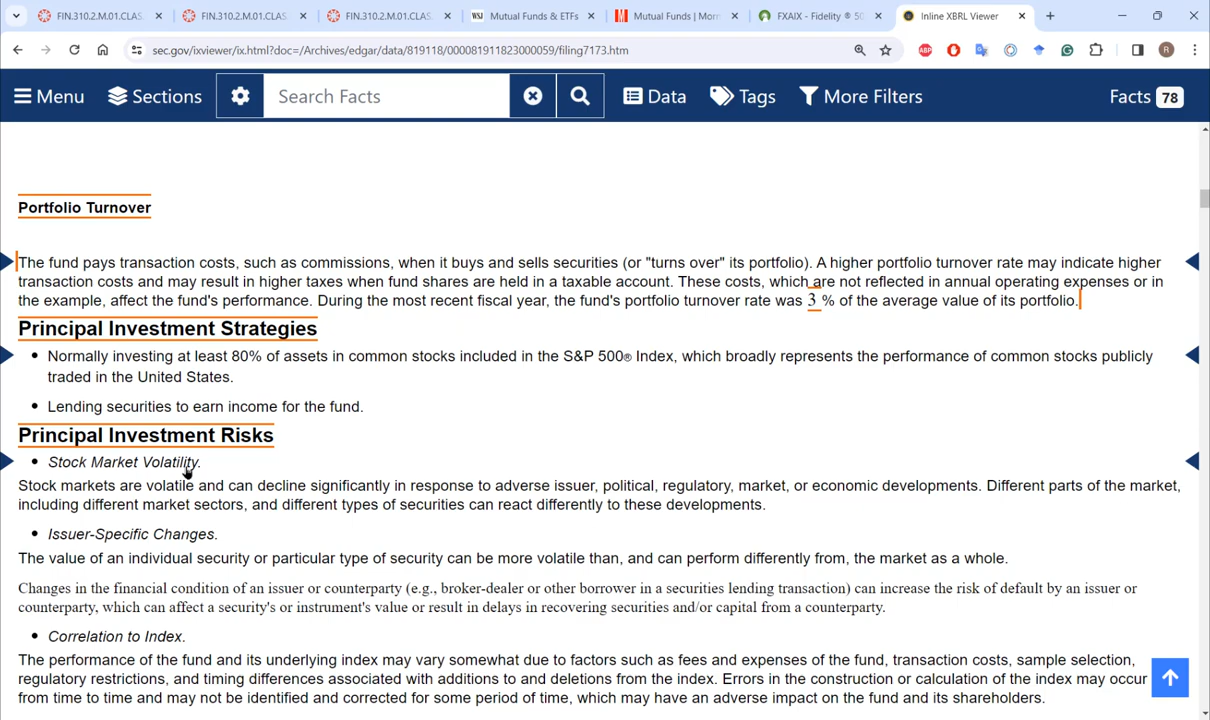 FIN.310.2.M.01.CLAS
FIN.310.2.M.01.CLAS
FIN.310.2.M.01.CLAS
WSJ Mutual Funds & ETFs
M Mutual Funds | Morn
FXAIX - Fidelity ® 50
Inline XBRL Viewer
sec.gov/ixviewer/ix.html?doc=/Archives/edgar/data/819118/000081911823000059/filing7173.htm
ABP
G
R
Menu
Sections
Search Facts
Data
Tags
More Filters
Facts 78
Portfolio Turnover
The fund pays transaction costs, such as commissions, when it buys and sells securities (or "turns over" its portfolio). A higher portfolio turnover rate may indicate higher
transaction costs and may result in higher taxes when fund shares are held in a taxable account. These costs, which are not reflected in annual operating expenses or in
the example, affect the fund's performance. During the most recent fiscal year, the fund's portfolio turnover rate was 3 % of the average value of its portfolio.
Principal Investment Strategies
• Normally investing at least 80% of assets in common stocks included in the S&P 500® Index, which broadly represents the performance of common stocks publicly
traded in the United States.
• Lending securities to earn income for the fund.
Principal Investment Risks
• Stock Market Volatility.
Stock markets are volatile and can decline significantly in response to adverse issuer, political, regulatory, market, or economic developments. Different parts of the market,
including different market sectors, and different types of securities can react differently to these developments.
• Issuer-Specific Changes.
The value of an individual security or particular type of security can be more volatile than, and can perform differently from, the market as a whole.
Changes in the financial condition of an issuer or counterparty (e.g., broker-dealer or other borrower in a securities lending transaction) can increase the risk of default by an issuer or
counterparty, which can affect a security's or instrument's value or result in delays in recovering securities and/or capital from a counterparty.
• Correlation to Index.
The performance of the fund and its underlying index may vary somewhat due to factors such as fees and expenses of the fund, transaction costs, sample selection,
regulatory restrictions, and timing differences associated with additions to and deletions from the index. Errors in the construction or calculation of the index may occur
from time to time and may not be identified and corrected for some period of time, which may have an adverse impact on the fund and its shareholders.